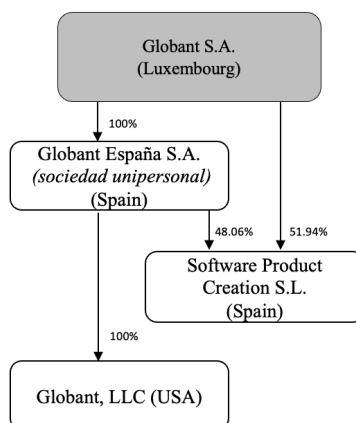 Globant S.A.
(Luxembourg)
100%
Globant España S.A.
(sociedad unipersonal)
(Spain)
48.06%
51.94%
Software Product
Creation S.L.
(Spain)
100%
Globant, LLC (USA)